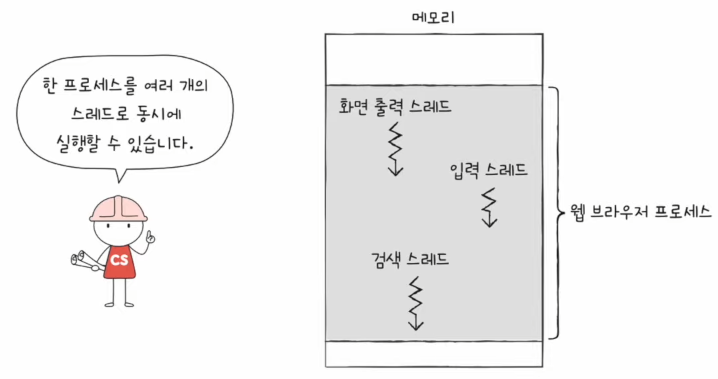 메모리
한 프로세스를 여러 개의
스레드로 동시에
실행할 수 있습니다.
CS
화면 출력 스레드
입력 스레드
검색 스레드
웹 브라우저 프로세스